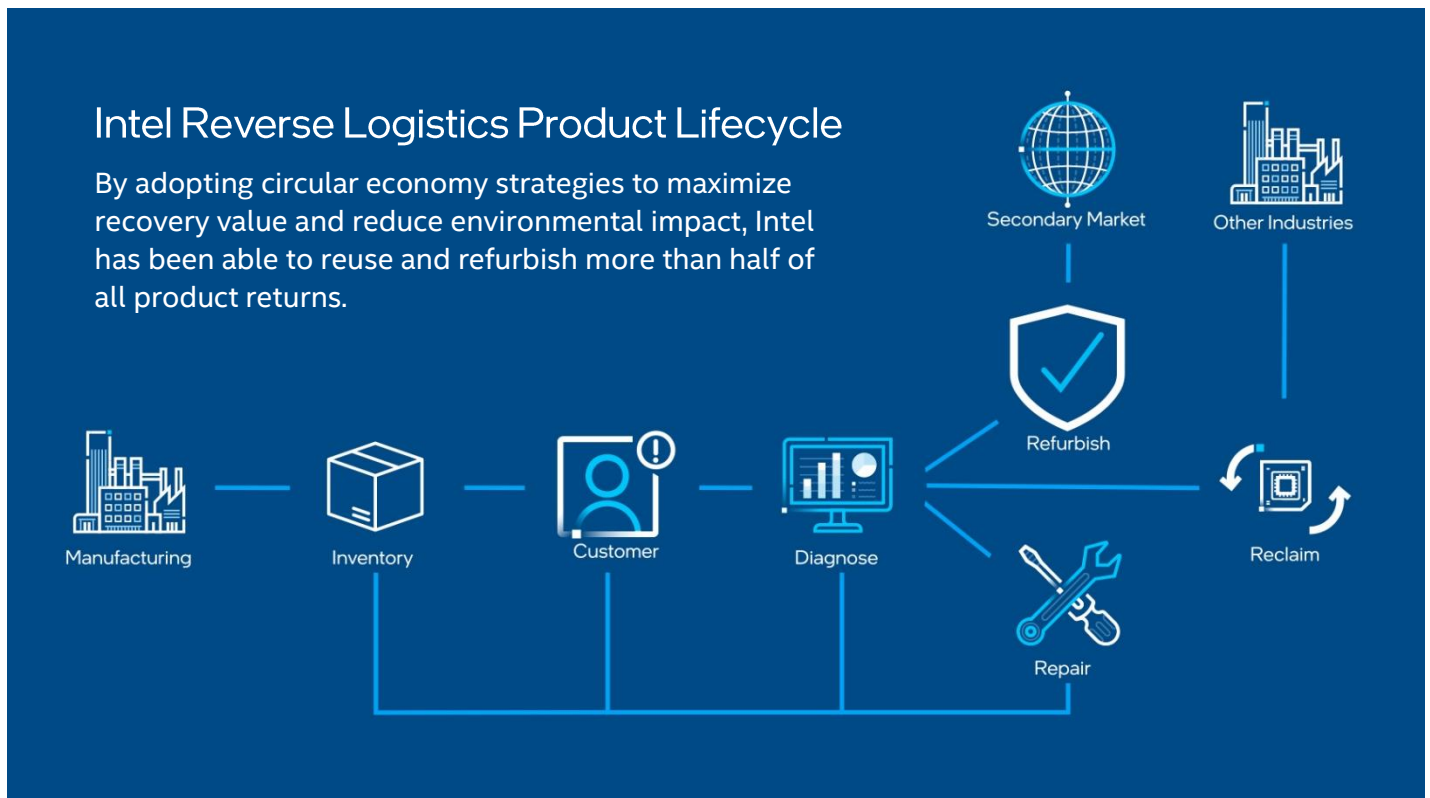 Intel Reverse Logistics Product Lifecycle
By adopting circular economy strategies to maximize
recovery value and reduce environmental impact, Intel
has been able to reuse and refurbish more than half of
all product returns.
Secondary Market
Other Industries
Refurbish
Manufacturing
Inventory
Customer
Diagnose
Reclaim
Repair